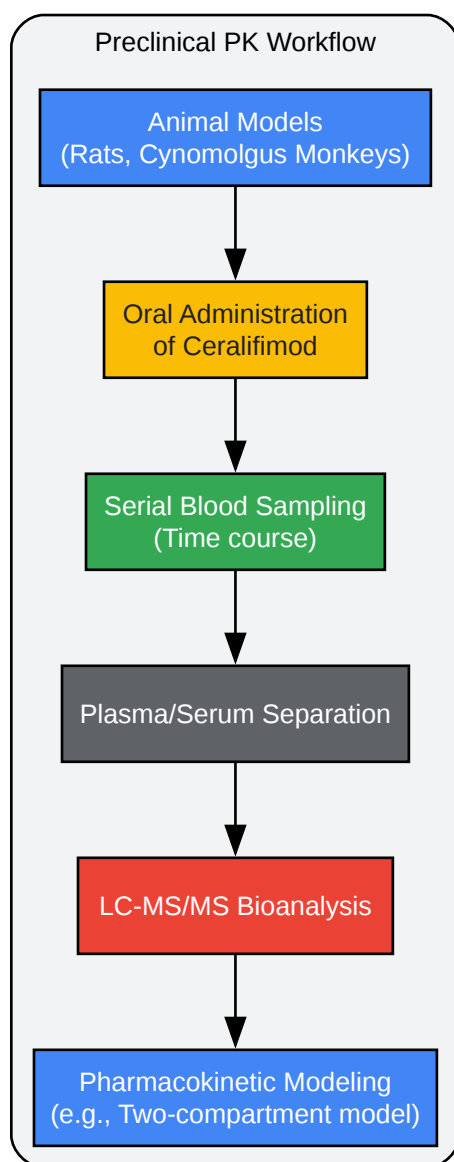 Preclinical PK Workflow
Animal Models
(Rats, Cynomolgus Monkeys)
Oral Administration
of Ceralifimod
Serial Blood Sampling
(Time course)
Plasma/Serum Separation
LC-MS/MS Bioanalysis
Pharmacokinetic Modeling
(e.g., Two-compartment model)